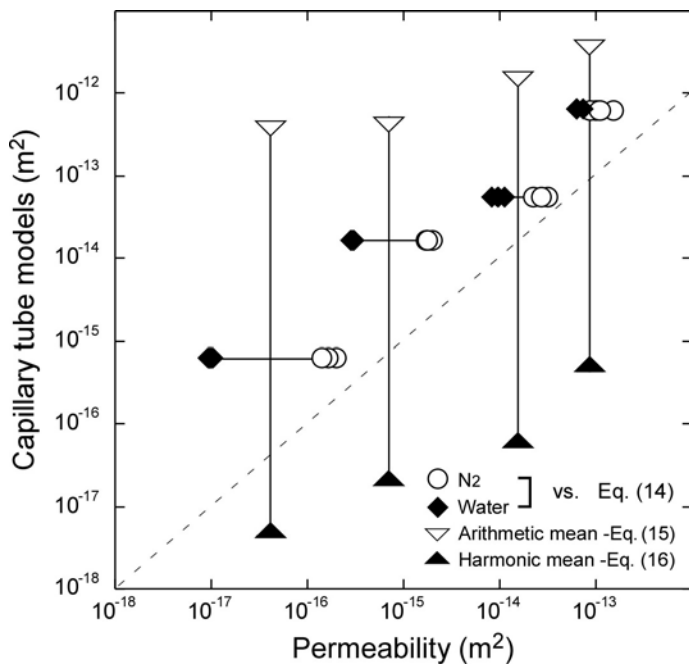 Capillary tube models (m²)
10⁻¹²
10⁻¹³
10⁻¹⁴
10⁻¹⁵
10⁻¹⁶
10⁻¹⁷
10⁻¹⁸
N2
Water
vs. Eq. (14)
Arithmetic mean -Eq. (15)
Harmonic mean -Eq. (16)
10⁻¹⁸ 10⁻¹⁷ 10⁻¹⁶ 10⁻¹⁵ 10⁻¹⁴ 10⁻¹³
Permeability (m²)